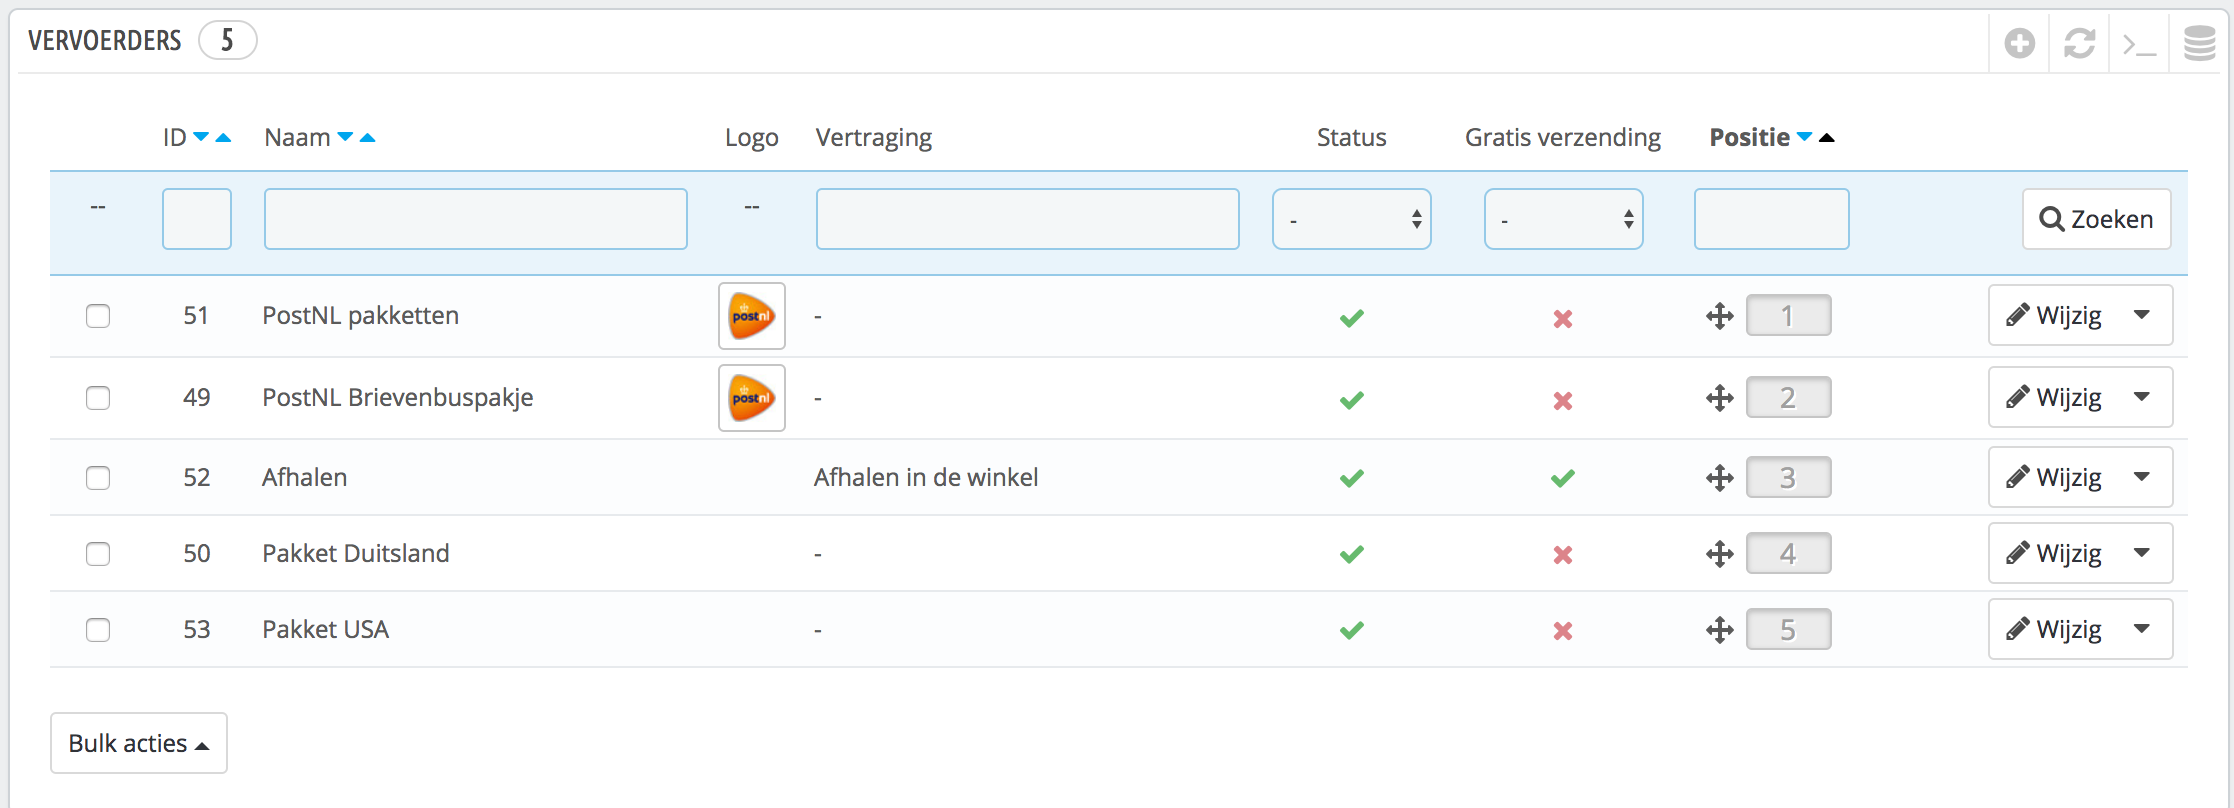 VERVOERDERS 5
ID Naam Logo Vertraging Status Gratis verzending Positie
-- -- - - Zoeken
51 PostNL pakketten postnl - 1 Wijzig
49 PostNL Brievenbuspakje postnl - 2 Wijzig
52 Afhalen Afhalen in de winkel 3 Wijzig
50 Pakket Duitsland - 4 Wijzig
53 Pakket USA - 5 Wijzig
Bulk acties